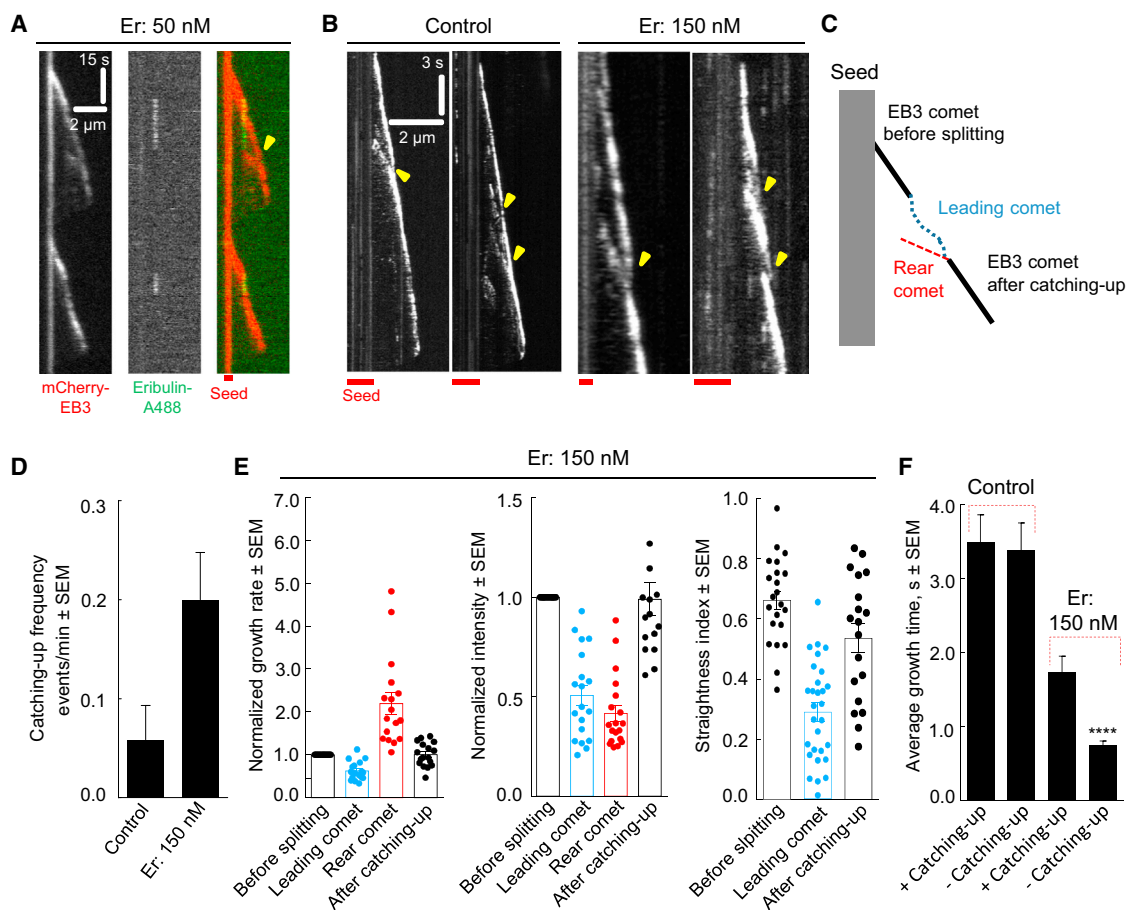 A
Er: 50 nM
15 s
2 µm
mCherry-
EB3
Eribulin-
A488
Seed
B
Control
Er: 150 nM
3 s
2 µm
Seed
C
Seed
EB3 comet
before splitting
Leading comet
Rear
comet
EB3 comet
after catching-up
D
Catching-up frequency
events/min ± SEM
0.3
0.2
0.1
0.0
Control
Er: 150 nM
E
Er: 150 nM
Normalized growth rate ± SEM
7.0
6.0
5.0
4.0
3.0
2.0
1.0
0.0
Before splitting
Leading comet
Rear comet
After catching-up
Normalized intensity ± SEM
1.5
1.0
0.5
0.0
Before splitting
Leading comet
Rear comet
After catching-up
Straightness index ± SEM
1.0
0.8
0.6
0.4
0.2
0.0
Before splitting
Leading comet
After catching-up
F
Average growth time, s ± SEM
4.0
3.0
2.0
1.0
0.0
Control
Er:
150 nM
****
+ Catching-up
- Catching-up
+ Catching-up
- Catching-up